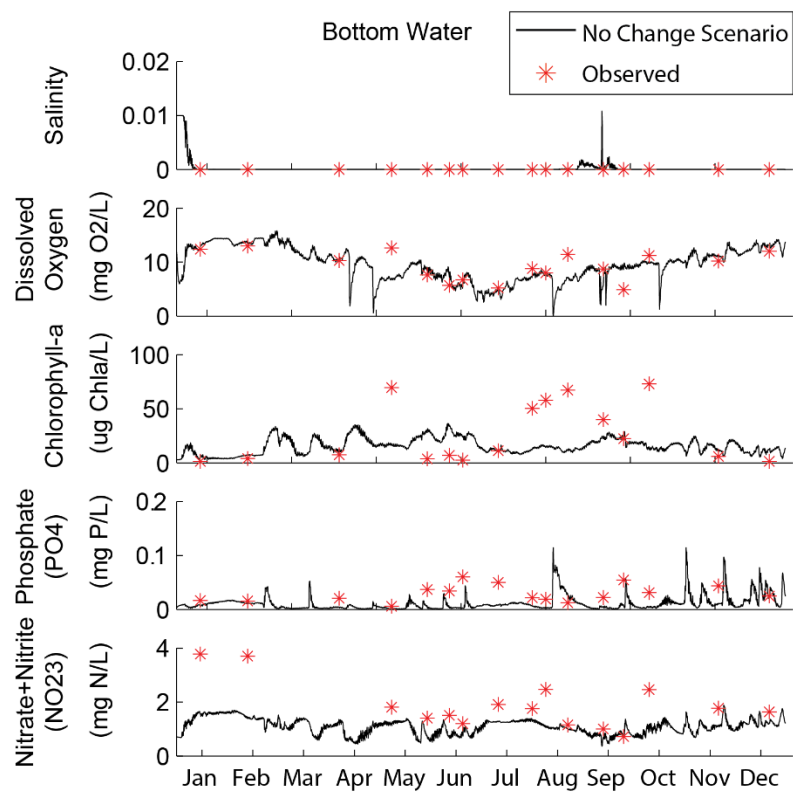 Bottom Water
No Change Scenario
Observed
Salinity
0.02
0.01
0
Dissolved
Oxygen
(mg O2/L)
20
10
0
Chlorophyll-a
(ug Chla/L)
100
50
0
Phosphate
(PO4)
(mg P/L)
0.2
0.1
0
Nitrate+Nitrite
(NO23)
(mg N/L)
4
2
0
Jan Feb Mar Apr May Jun Jul Aug Sep Oct Nov Dec